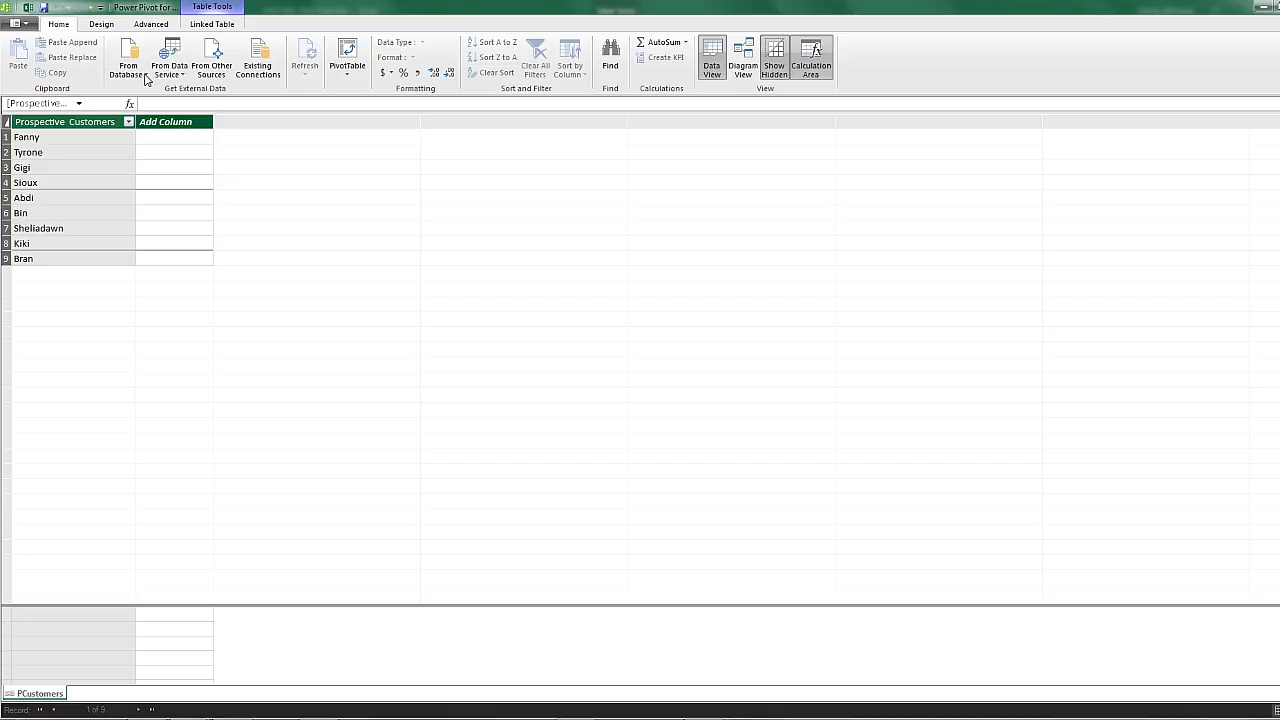 Power Pivot for ...
Table Tools
Home
Design
Advanced
Linked Table
Paste
Paste Append
Paste Replace
Copy
Clipboard
From Database
From Data Service
From Other Sources
Existing Connections
Get External Data
Refresh
PivotTable
Data Type :
Format :
$ % ,
Formatting
Sort A to Z
Sort Z to A
Clear Sort
Clear All Filters
Sort by Column
Sort and Filter
Find
Find
AutoSum
Create KPI
Calculations
Data View
Diagram View
Show Hidden
Calculation Area
View
[Prospective...
fx
Prospective Customers
Add Column
1 Fanny
2 Tyrone
3 Gigi
4 Sioux
5 Abdi
6 Bin
7 Sheliadawn
8 Kiki
9 Bran
PCustomers
Record:
1 of 9